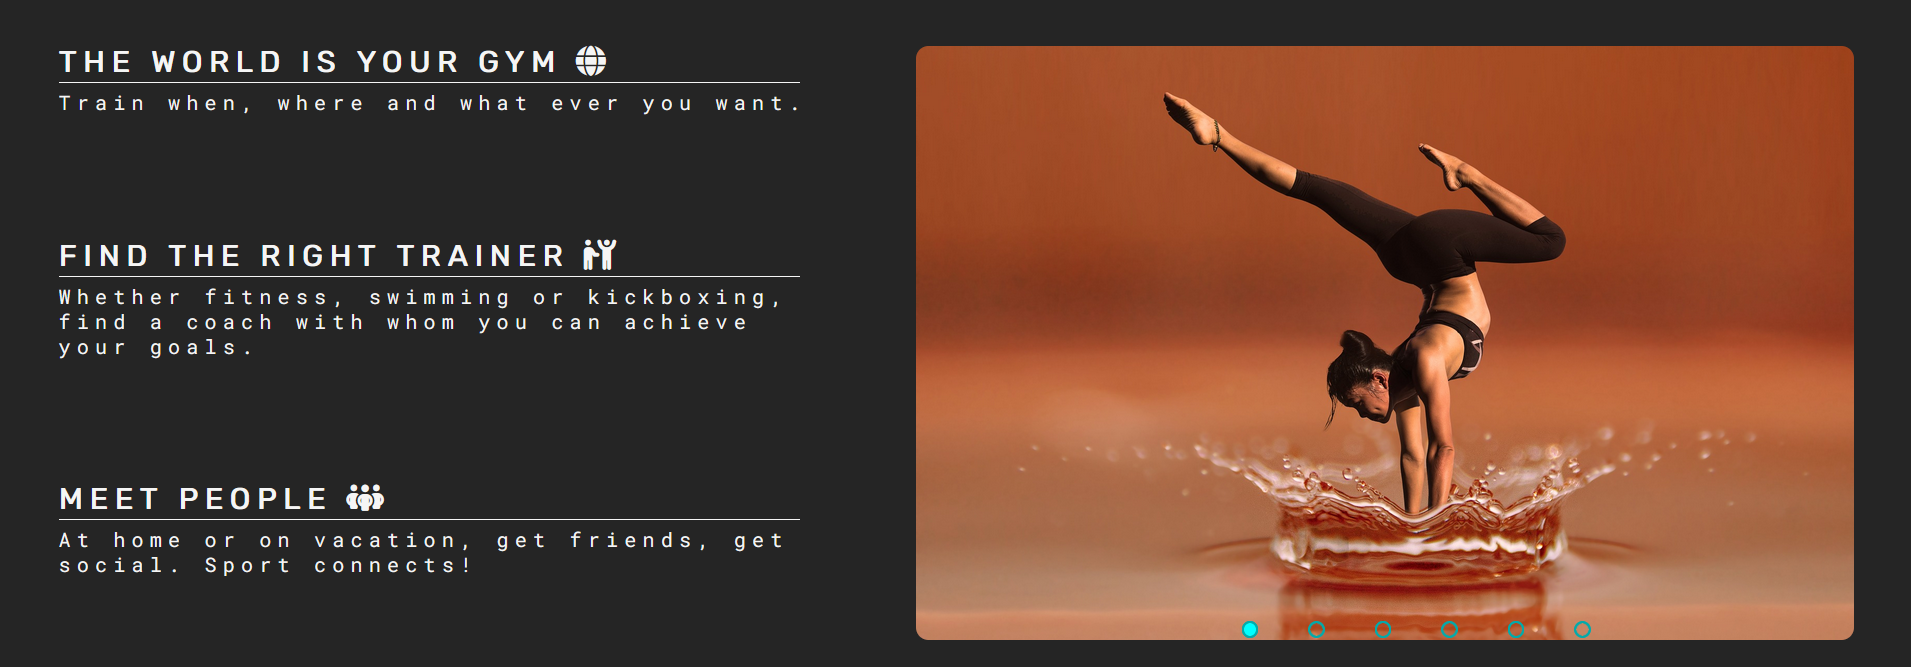 THE WORLD IS YOUR GYM
Train when, where and what ever you want.
FIND THE RIGHT TRAINER
Whether fitness, swimming or kickboxing,
find a coach with whom you can achieve
your goals.
MEET PEOPLE
At home or on vacation, get friends, get
social. Sport connects!